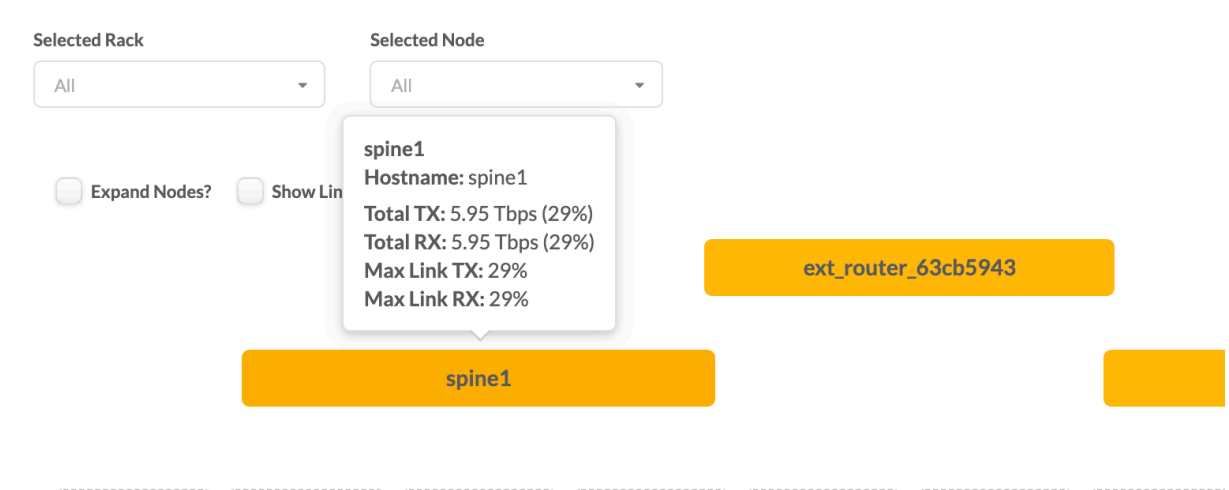 Selected Rack
Selected Node
All
All
spine1
Hostname: spine1
Expand Nodes?
Show Lin
Total TX: 5.95 Tbps (29%)
Total RX: 5.95 Tbps (29%)
Max Link TX: 29%
Max Link RX: 29%
ext_router_63cb5943
spine1